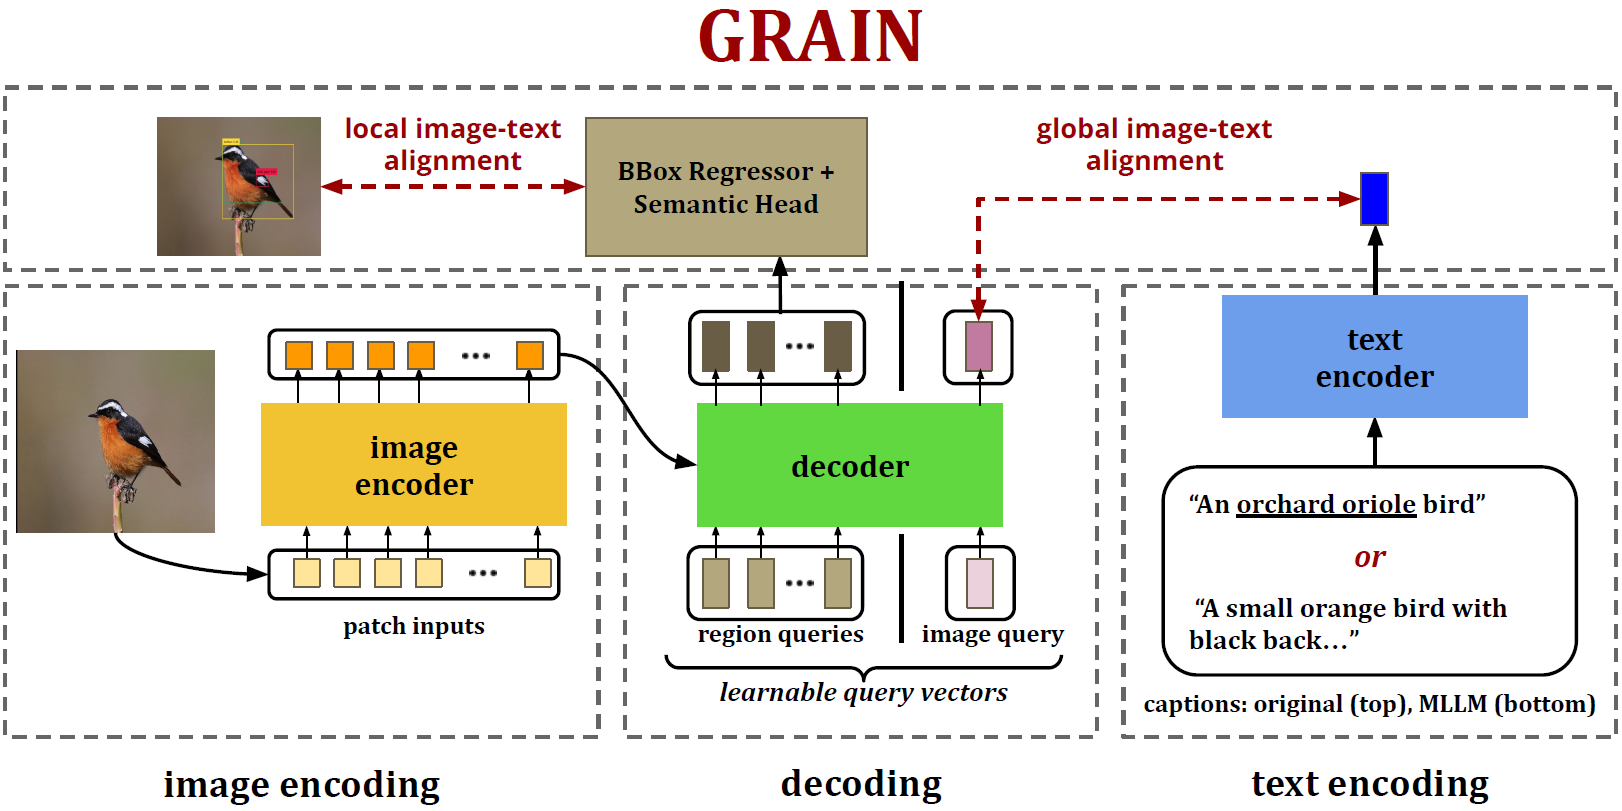 GRAIN
local image-text
alignment
BBox Regressor +
Semantic Head
global image-text
alignment
image
encoder
patch inputs
decoder
region queries
image query
learnable query vectors
text
encoder
“An orchard oriole bird”
or
“A small orange bird with
black back...”
captions: original (top), MLLM (bottom)
image encoding
decoding
text encoding